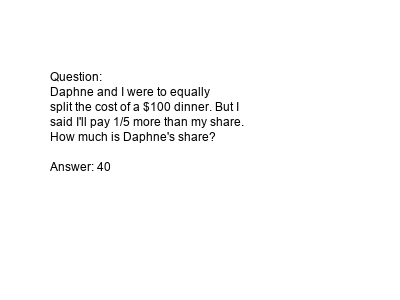 Question:
Daphne and I were to equally
split the cost of a $100 dinner. But I
said I'll pay 1/5 more than my share.
How much is Daphne's share?
Answer: 40